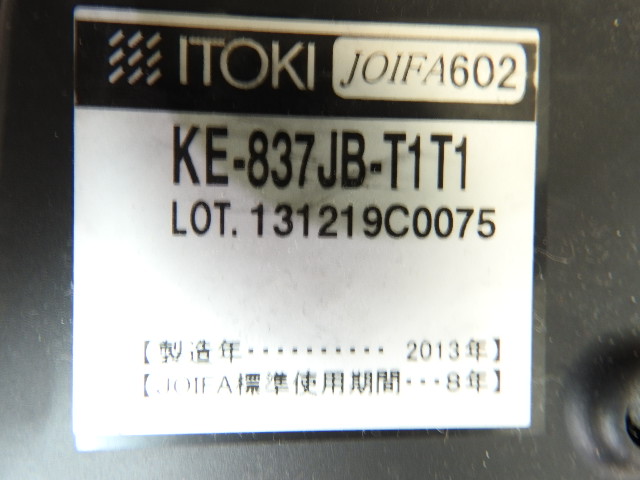 ITOKI JOIFA602
KE-837JB-T1T1
LOT. 131219C0075
【製造年·········· 2013年】
【JOIFA標準使用期間···8年】